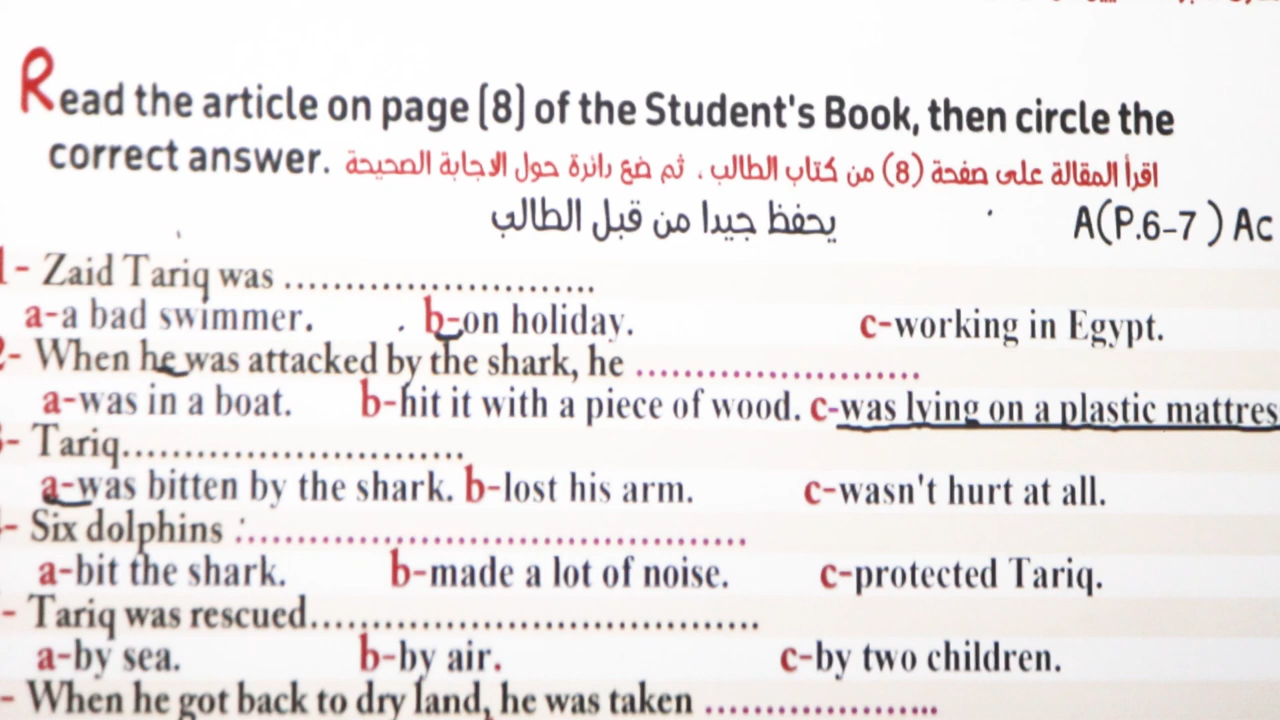 Read the article on page (8) of the Student's Book, then circle the
correct answer. اقرأ المقالة على صفحة (8) من كتاب الطالب . ثم ضع دائرة حول الاجابة الصحيحة
يحفظ جيدا من قبل الطالب A(P.6-7 ) Ac
1- Zaid Tariq was ..............................
a-a bad swimmer. b-on holiday. c-working in Egypt.
2- When he was attacked by the shark, he ........................
a-was in a boat. b-hit it with a piece of wood. c-was lying on a plastic mattres
3- Tariq..............................
a-was bitten by the shark. b-lost his arm. c-wasn't hurt at all.
- Six dolphins :..........................................
a-bit the shark. b-made a lot of noise. c-protected Tariq.
- Tariq was rescued......................................
a-by sea. b-by air. c-by two children.
- When he got back to dry land, he was taken ....................